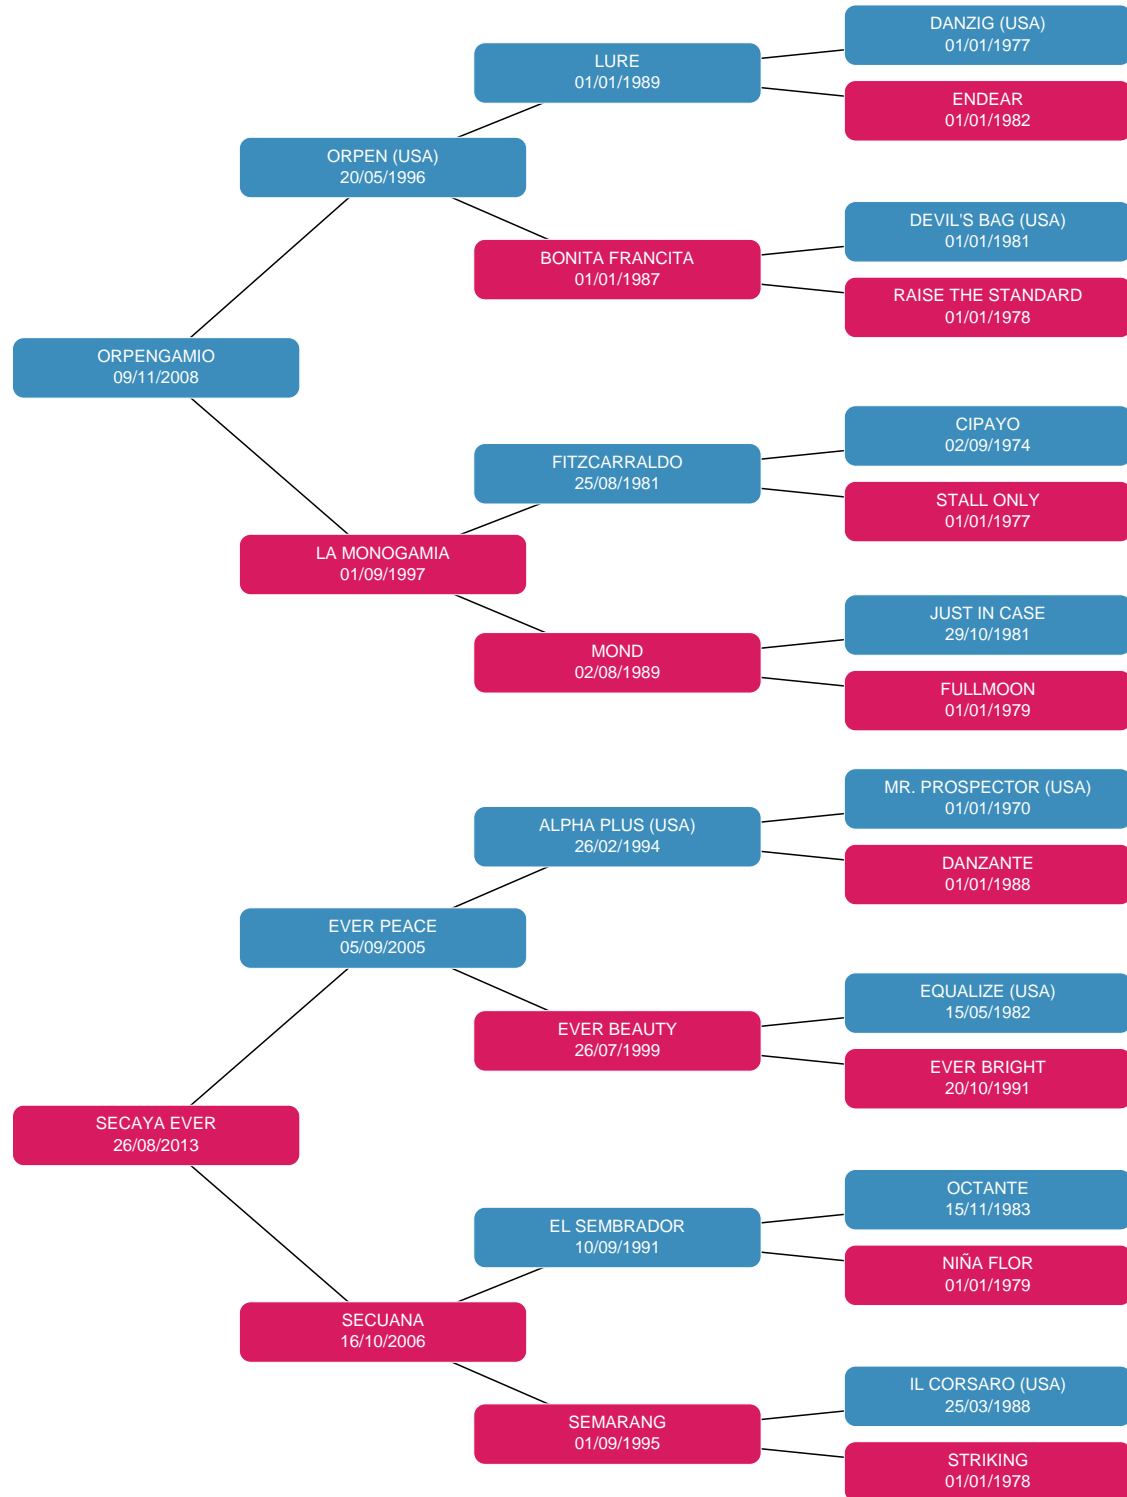 DANZIG (USA)
01/01/1977
LURE
01/01/1989
ENDEAR
01/01/1982
ORPEN (USA)
20/05/1996
DEVIL'S BAG (USA)
01/01/1981
BONITA FRANCITA
01/01/1987
RAISE THE STANDARD
01/01/1978
ORPENGAMIO
09/11/2008
CIPAYO
02/09/1974
FITZCARRALDO
25/08/1981
STALL ONLY
01/01/1977
LA MONOGAMIA
01/09/1997
JUST IN CASE
29/10/1981
MOND
02/08/1989
FULLMOON
01/01/1979
MR. PROSPECTOR (USA)
01/01/1970
ALPHA PLUS (USA)
26/02/1994
DANZANTE
01/01/1988
EVER PEACE
05/09/2005
EQUALIZE (USA)
15/05/1982
EVER BEAUTY
26/07/1999
EVER BRIGHT
20/10/1991
SECAYA EVER
26/08/2013
OCTANTE
15/11/1983
EL SEMBRADOR
10/09/1991
NIÑA FLOR
01/01/1979
SECUANA
16/10/2006
IL CORSARO (USA)
25/03/1988
SEMARANG
01/09/1995
STRIKING
01/01/1978